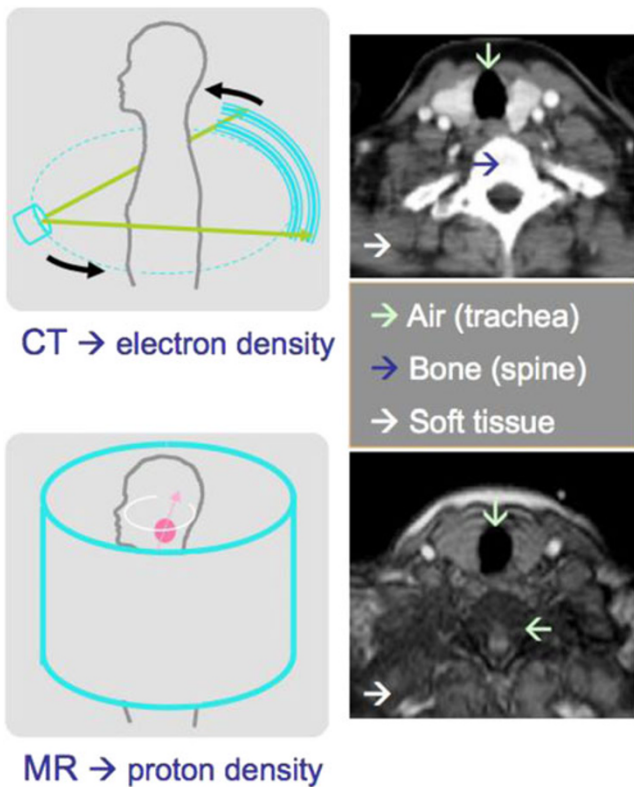 CT → electron density
→ Air (trachea)
→ Bone (spine)
→ Soft tissue
MR → proton density